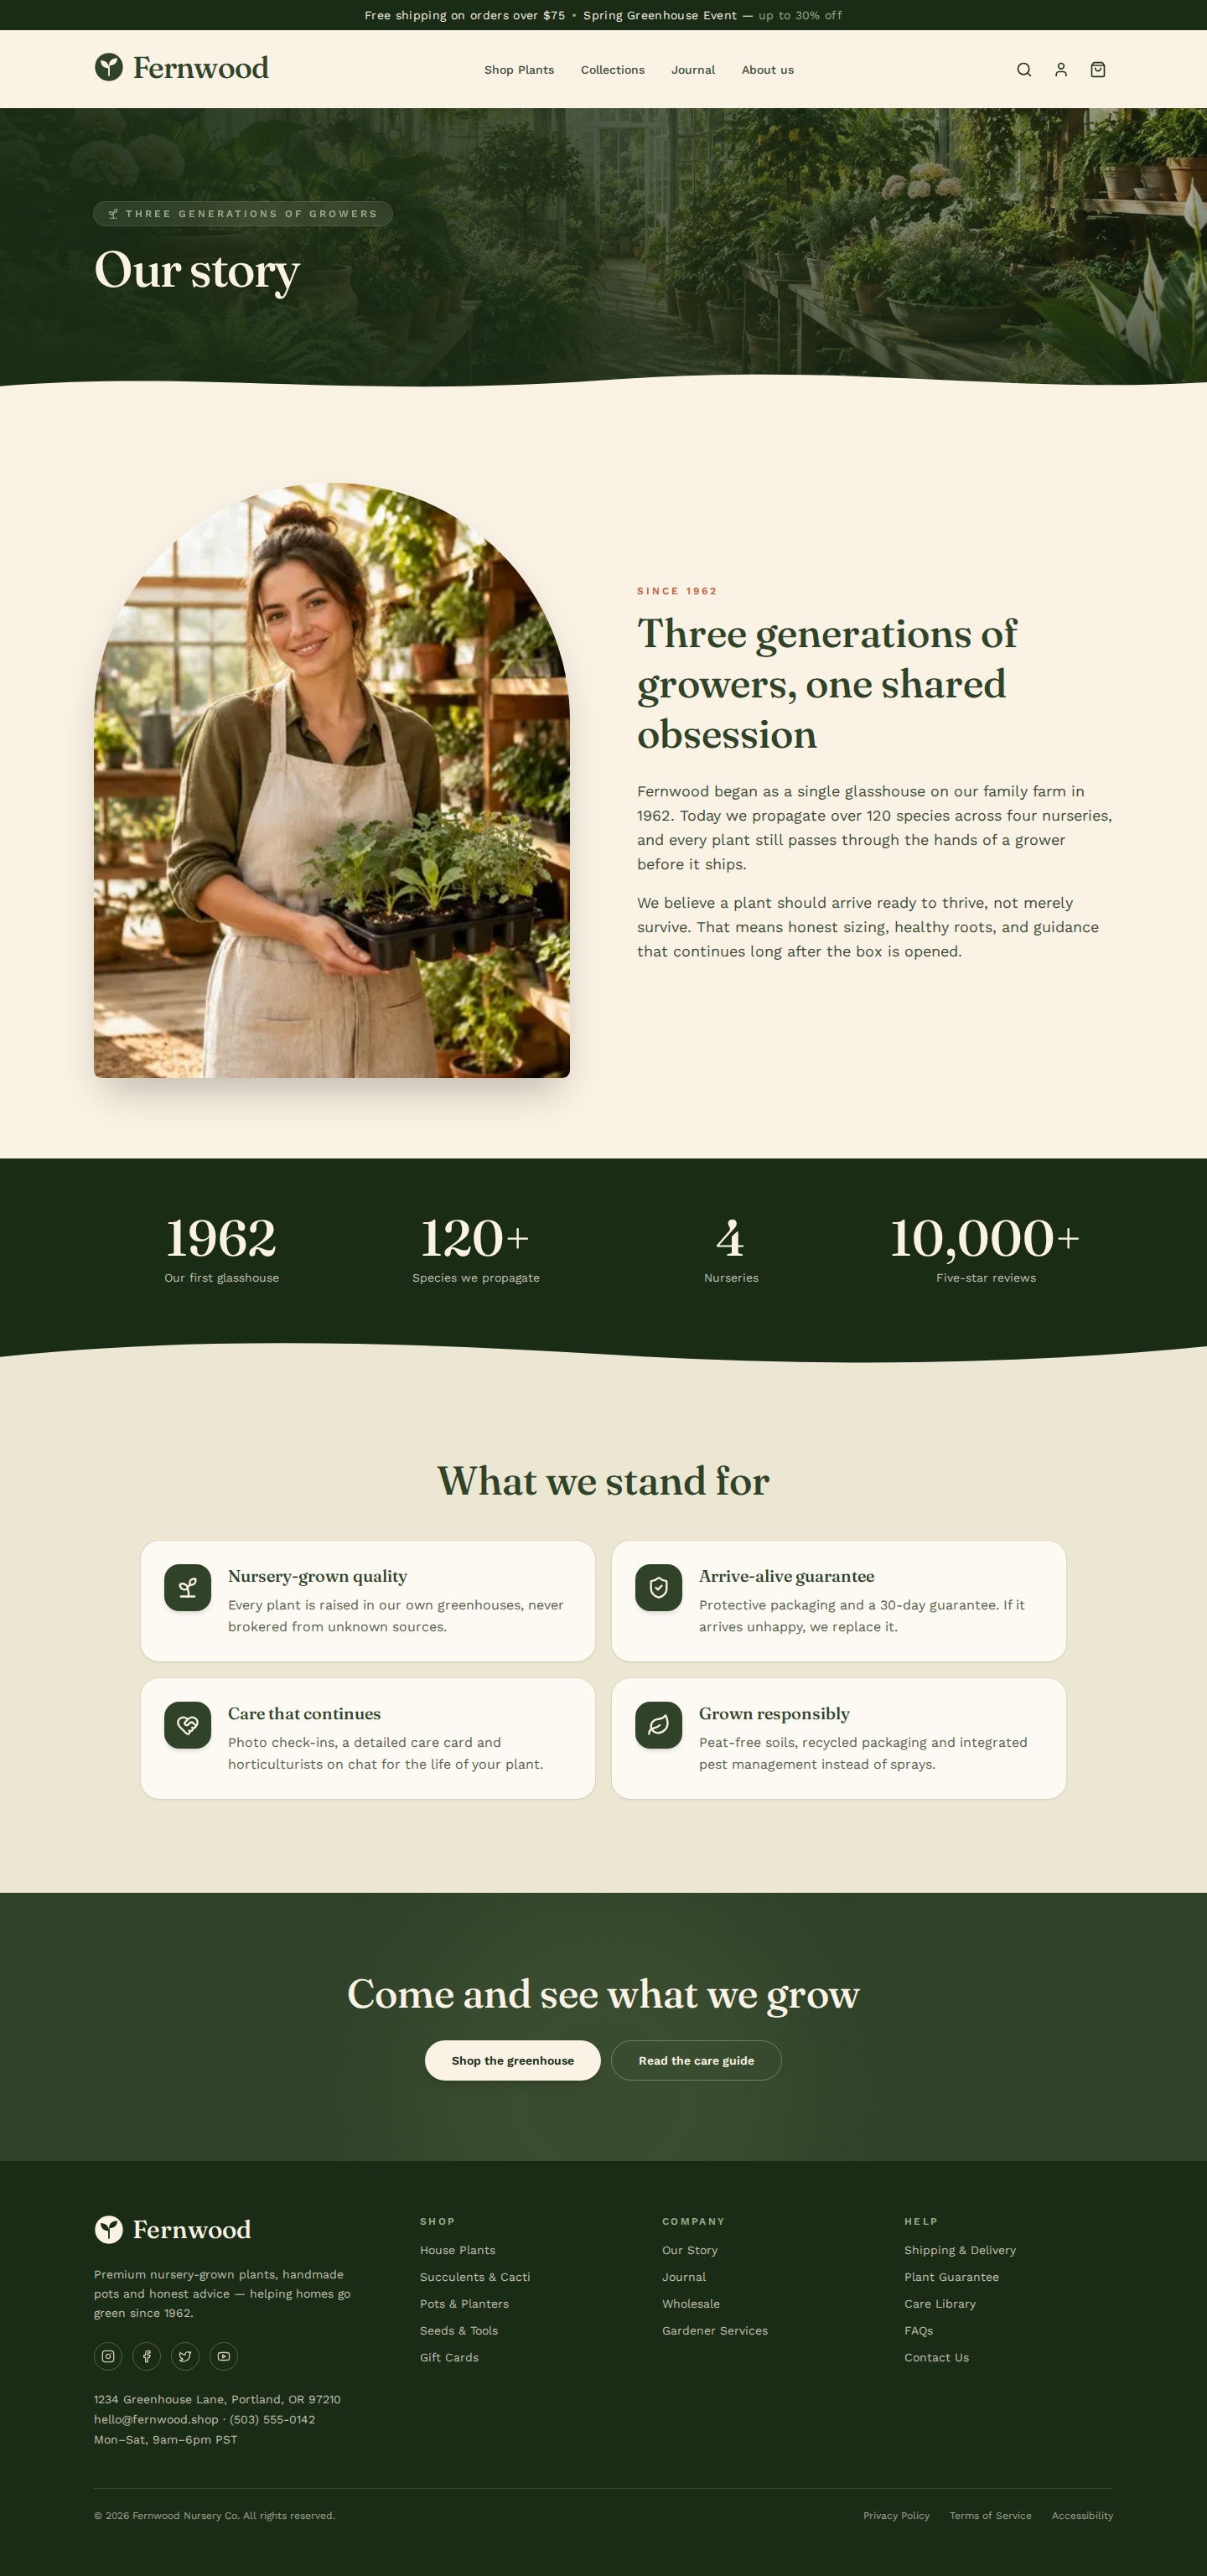 Free shipping on orders over $75 • Spring Greenhouse Event — up to 30% off
Fernwood
Shop Plants
Collections
Journal
About us
THREE GENERATIONS OF GROWERS
Our story
SINCE 1962
Three generations of
growers, one shared
obsession
Fernwood began as a single glasshouse on our family farm in
1962. Today we propagate over 120 species across four nurseries,
and every plant still passes through the hands of a grower
before it ships.
We believe a plant should arrive ready to thrive, not merely
survive. That means honest sizing, healthy roots, and guidance
that continues long after the box is opened.
1962
Our first glasshouse
120+
Species we propagate
4
Nurseries
10,000+
Five-star reviews
What we stand for
Nursery-grown quality
Every plant is raised in our own greenhouses, never
brokered from unknown sources.
Arrive-alive guarantee
Protective packaging and a 30-day guarantee. If it
arrives unhappy, we replace it.
Care that continues
Photo check-ins, a detailed care card and
horticulturists on chat for the life of your plant.
Grown responsibly
Peat-free soils, recycled packaging and integrated
pest management instead of sprays.
Come and see what we grow
Shop the greenhouse
Read the care guide
Fernwood
Premium nursery-grown plants, handmade
pots and honest advice — helping homes go
green since 1962.
1234 Greenhouse Lane, Portland, OR 97210
hello@fernwood.shop · (503) 555-0142
Mon–Sat, 9am–6pm PST
SHOP
House Plants
Succulents & Cacti
Pots & Planters
Seeds & Tools
Gift Cards
COMPANY
Our Story
Journal
Wholesale
Gardener Services
HELP
Shipping & Delivery
Plant Guarantee
Care Library
FAQs
Contact Us
© 2026 Fernwood Nursery Co. All rights reserved.
Privacy Policy
Terms of Service
Accessibility